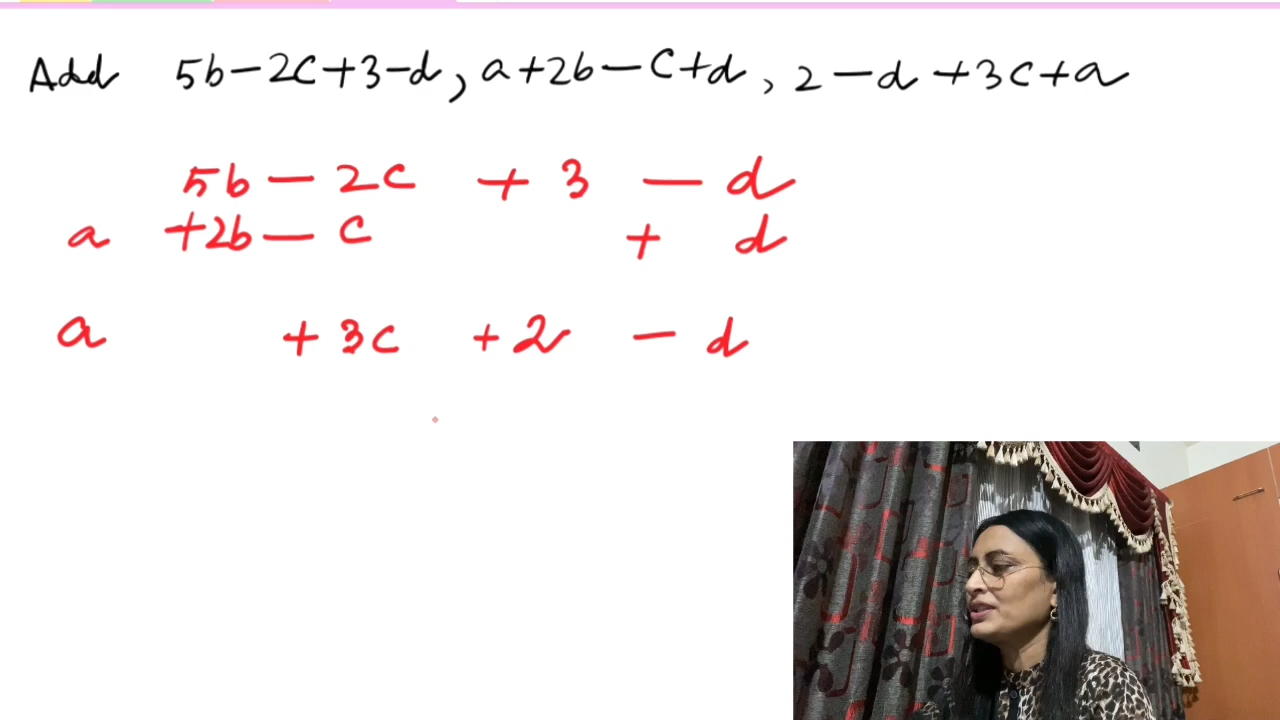 Add 5b-2c+3-d, a+2b-c+d, 2-d+3c+a
5b - 2c + 3 - d
a +2b - c + d
a + 3c + 2 - d